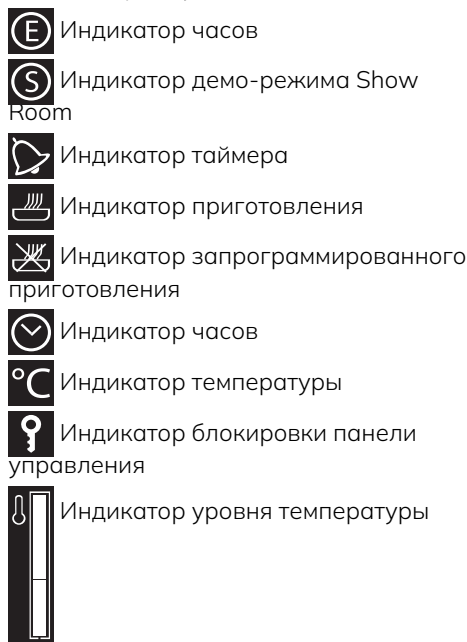 E Индикатор часов
S Индикатор демо-режима Show
Room
Индикатор таймера
Индикатор приготовления
Индикатор запрограммированного
приготовления
Индикатор часов
°C Индикатор температуры
Индикатор блокировки панели
управления
Индикатор уровня температуры